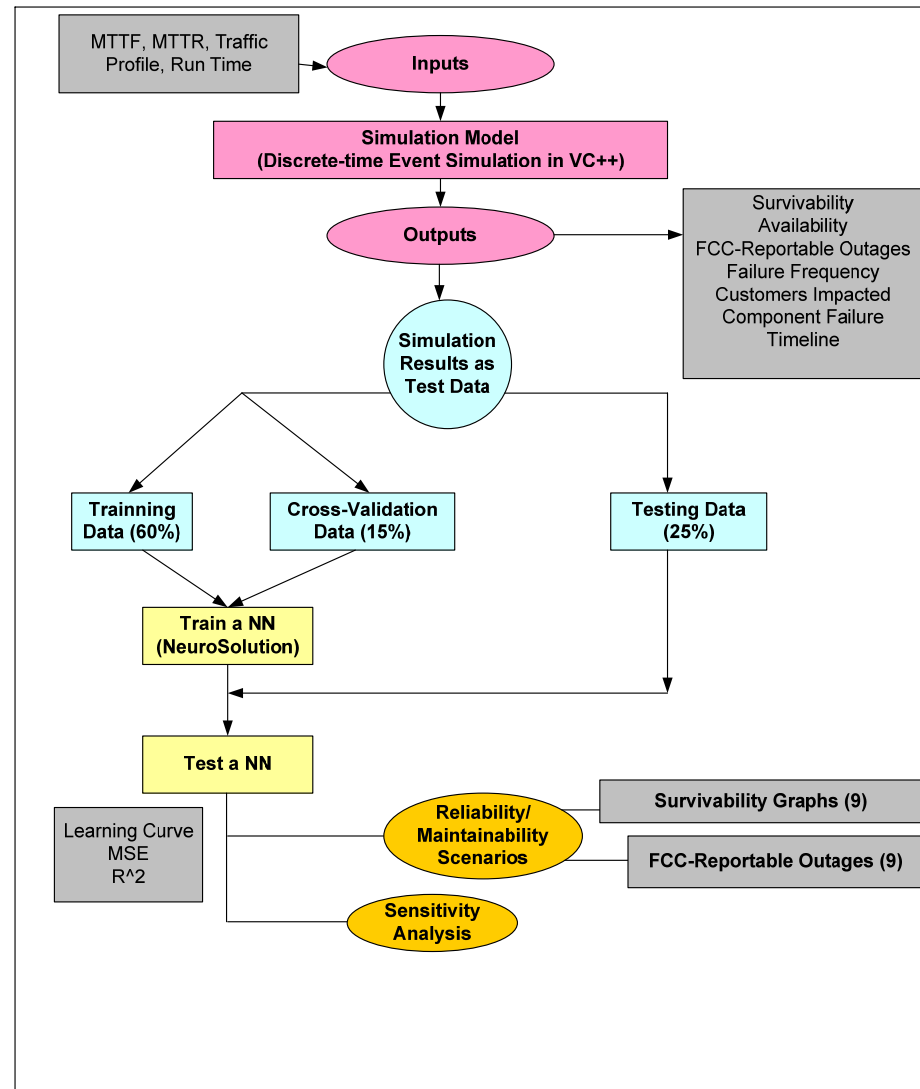 MTTF, MTTR, Traffic
Profile, Run Time
Inputs
Simulation Model
(Discrete-time Event Simulation in VC++)
Outputs
Survivability
Availability
FCC-Reportable Outages
Failure Frequency
Customers Impacted
Component Failure
Timeline
Simulation
Results as
Test Data
Trainning
Data (60%)
Cross-Validation
Data (15%)
Testing Data
(25%)
Train a NN
(NeuroSolution)
Test a NN
Learning Curve
MSE
R^2
Reliability/
Maintainability
Scenarios
Survivability Graphs (9)
FCC-Reportable Outages (9)
Sensitivity
Analysis